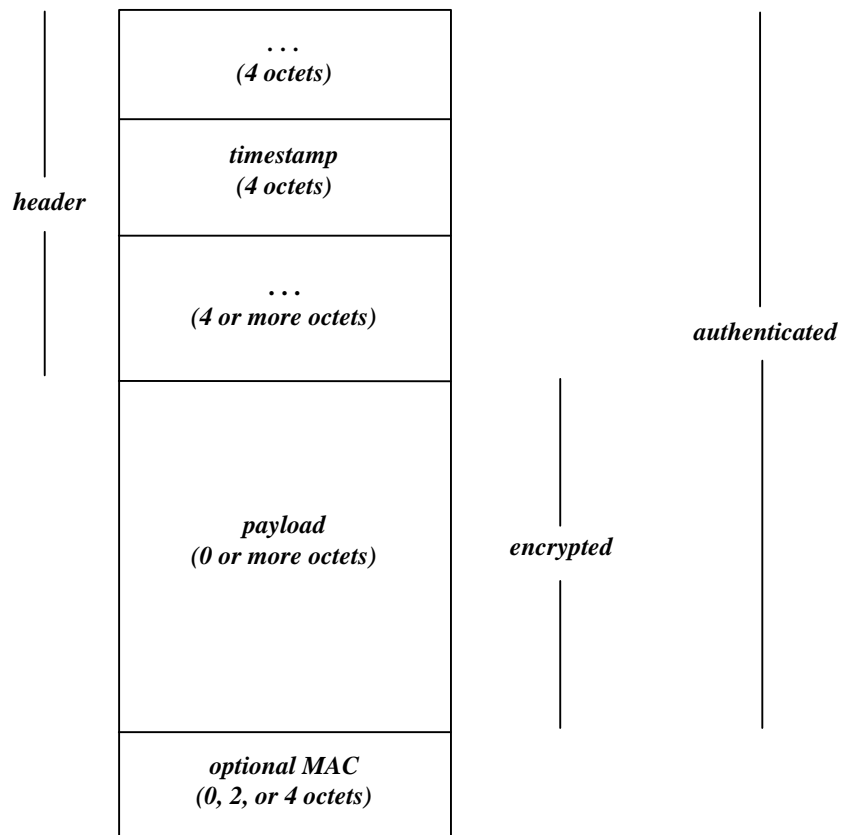 . . .
(4 octets)
timestamp
(4 octets)
header
. . .
(4 or more octets)
authenticated
payload
(0 or more octets)
encrypted
optional MAC
(0, 2, or 4 octets)